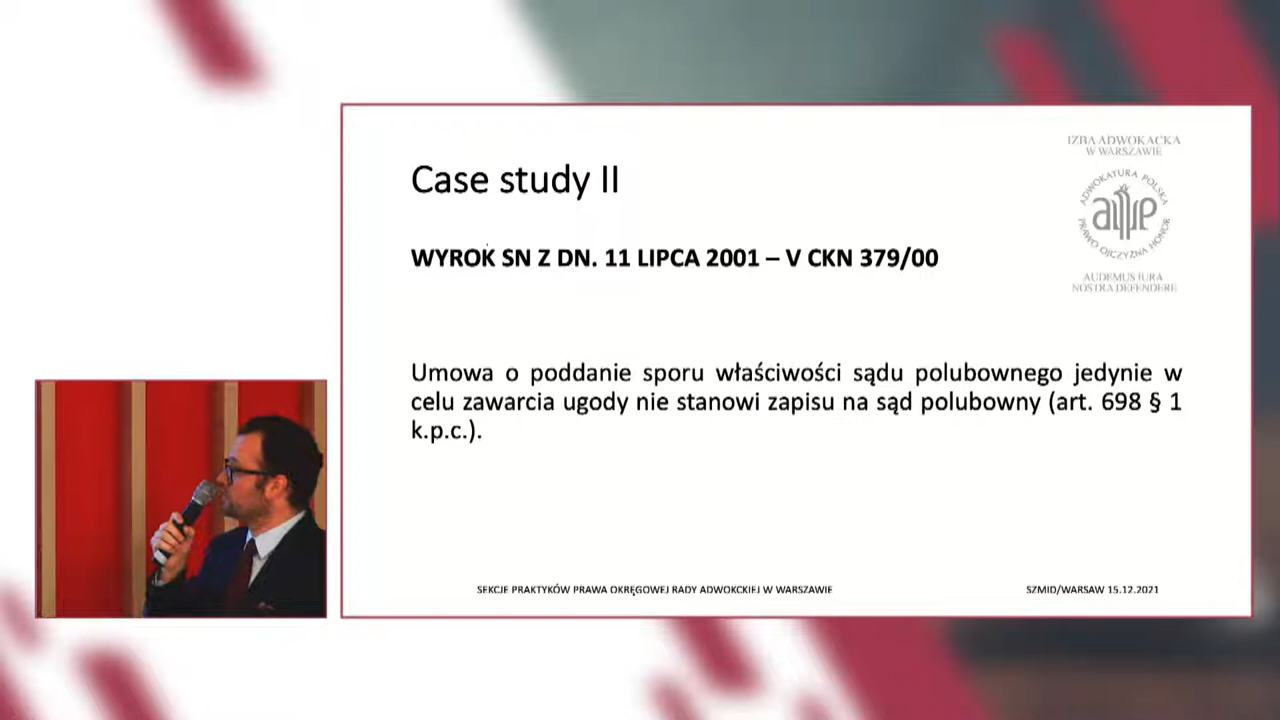 IZBA ADWOKACKA
W WARSZAWIE
ADWOKATURA POLSKA
PRAWO OJCZYZNA HONOR
AUDEMUS IURA
NOSTRA DEFENDERE
Case study II
WYROK SN Z DN. 11 LIPCA 2001 – V CKN 379/00
Umowa o poddanie sporu właściwości sądu polubownego jedynie w
celu zawarcia ugody nie stanowi zapisu na sąd polubowny (art. 698 § 1
k.p.c.).
SEKCJE PRAKTYKÓW PRAWA OKRĘGOWEJ RADY ADWOKCKIEJ W WARSZAWIE
SZMID/WARSAW 15.12.2021